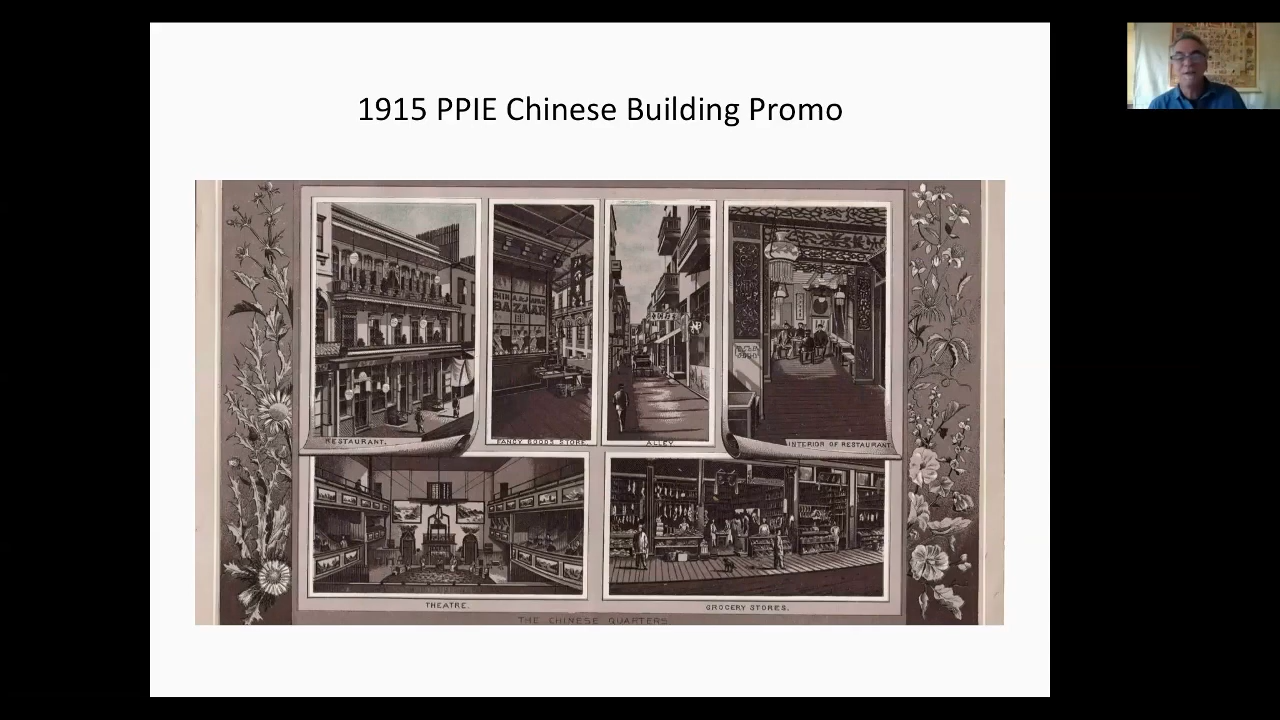 1915 PPIE Chinese Building Promo
BAZAAR
RESTAURANT.
FANCY GOODS STORE.
ALLEY
INTERIOR OF RESTAURANT
THEATRE.
GROCERY STORES.
THE CHINESE QUARTERS